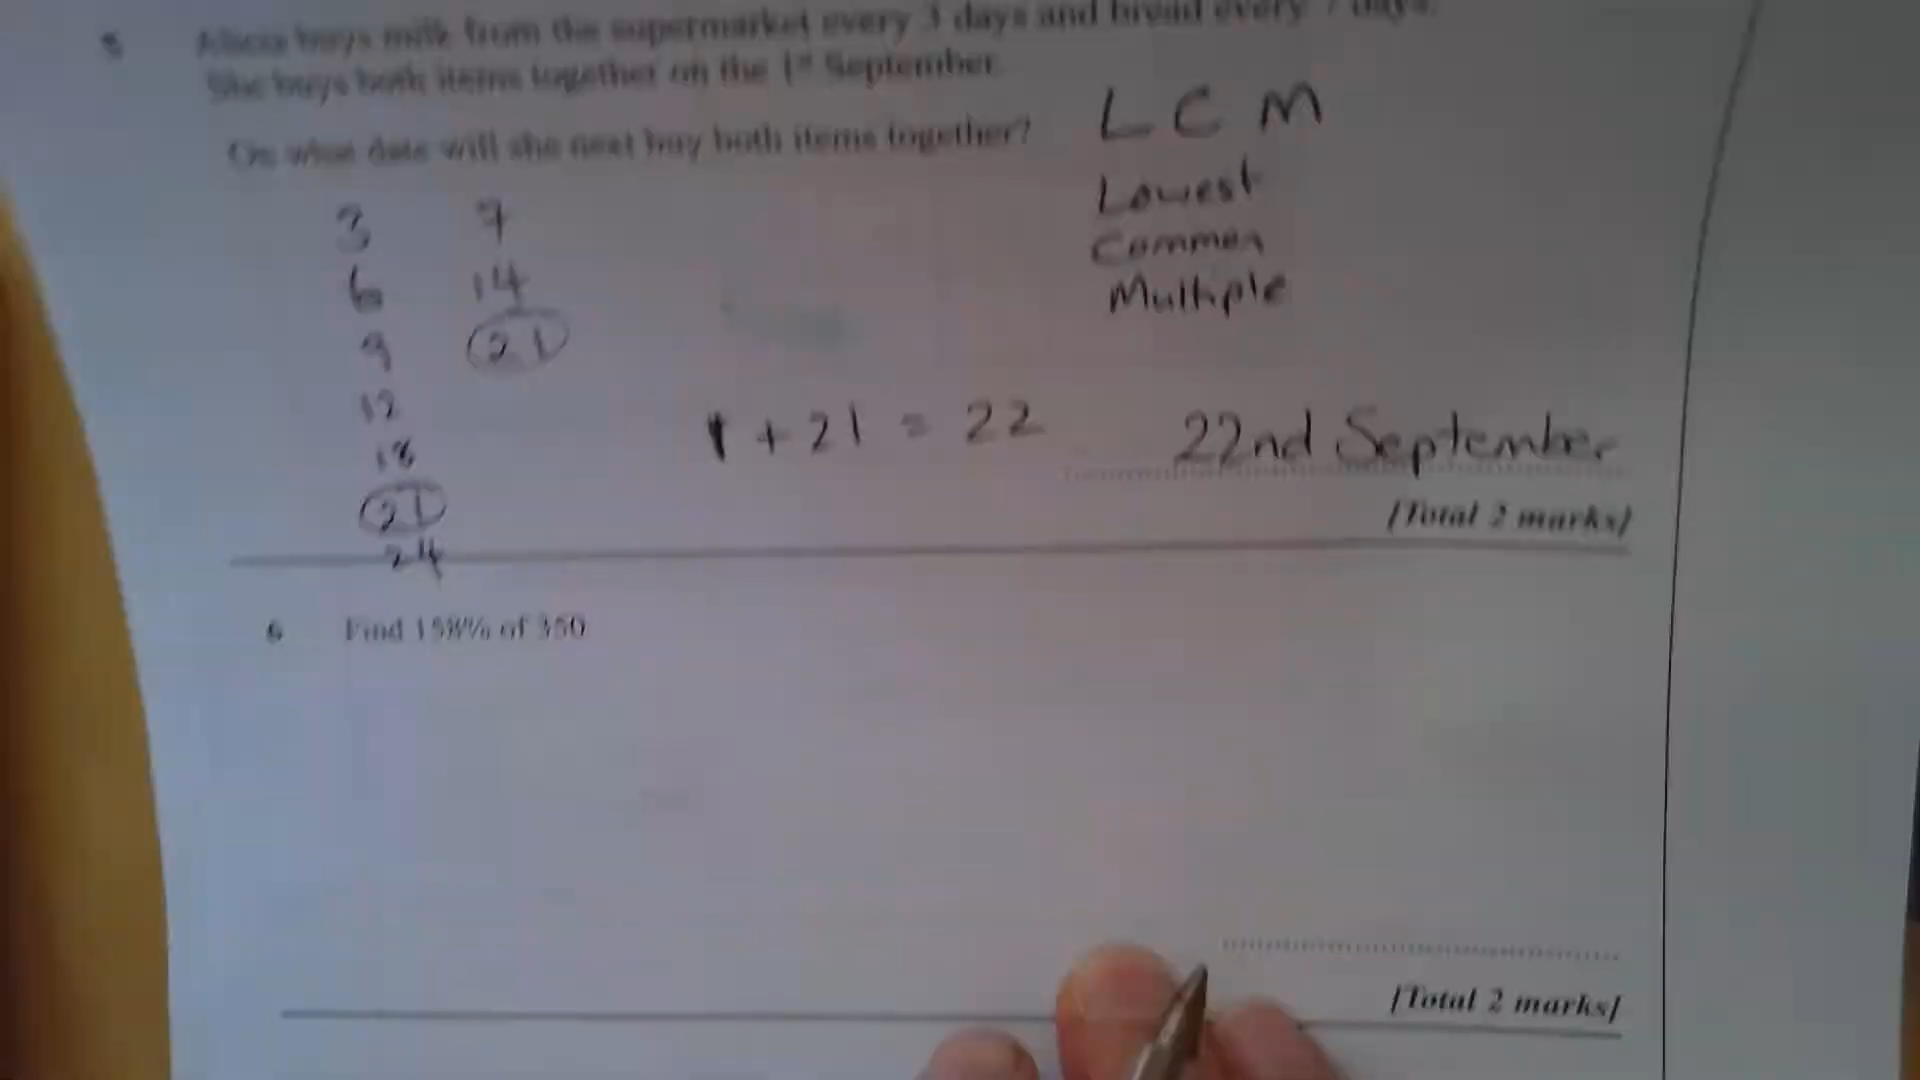 5 Alicia buys milk from the supermarket every 3 days and bread every 7 days.
She buys both items together on the 1st September.
On what date will she next buy both items together?
L C M
Lowest
Common
Multiple
3 7
6 14
9 21
12
18
21
24
1 + 21 = 22
22nd September
[Total 2 marks]
6 Find 158% of 350
[Total 2 marks]